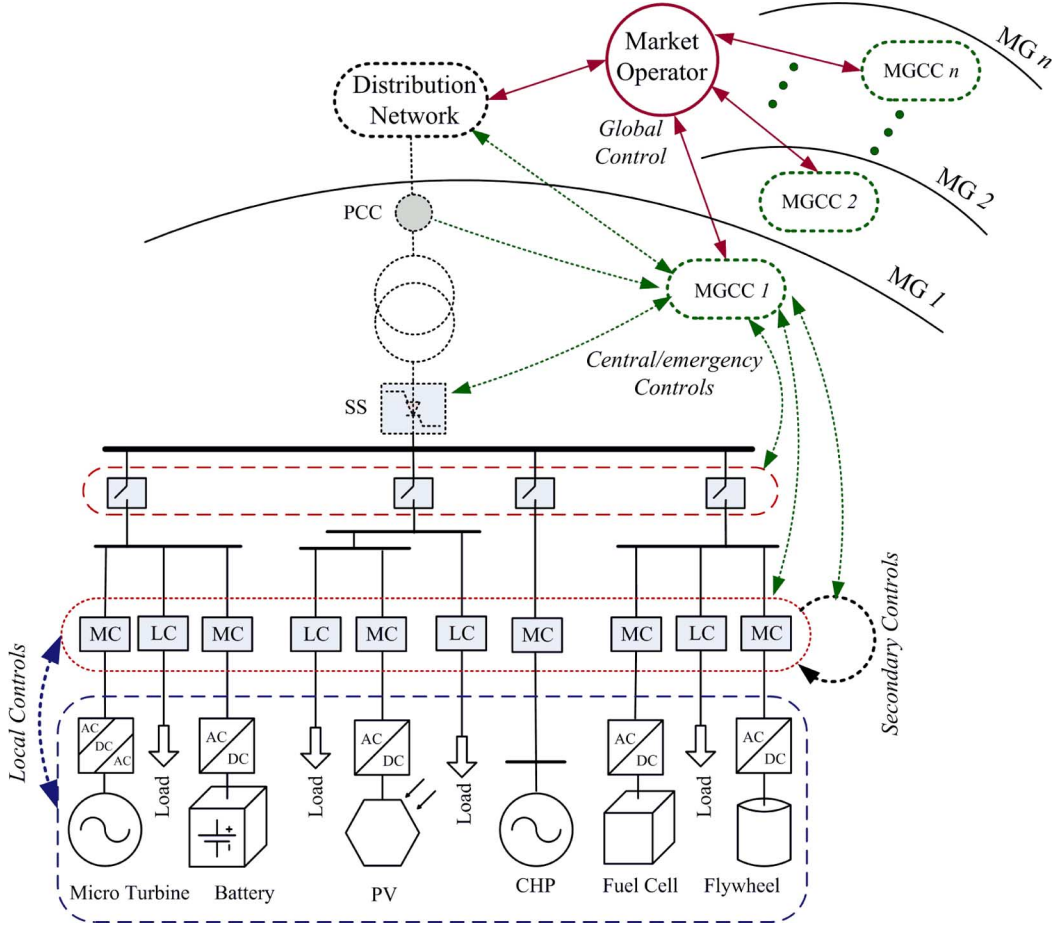 Market
Operator
MG n
MGCC n
Distribution
Network
Global
Control
MG 2
MGCC 2
PCC
MGCC 1
MG 1
Central/emergency
Controls
SS
MC
LC
MC
LC
MC
LC
MC
MC
LC
MC
Secondary Controls
Local Controls
AC
DC
AC
Load
AC
DC
Load
AC
DC
Load
AC
DC
Load
AC
DC
Micro Turbine
Battery
PV
CHP
Fuel Cell
Flywheel